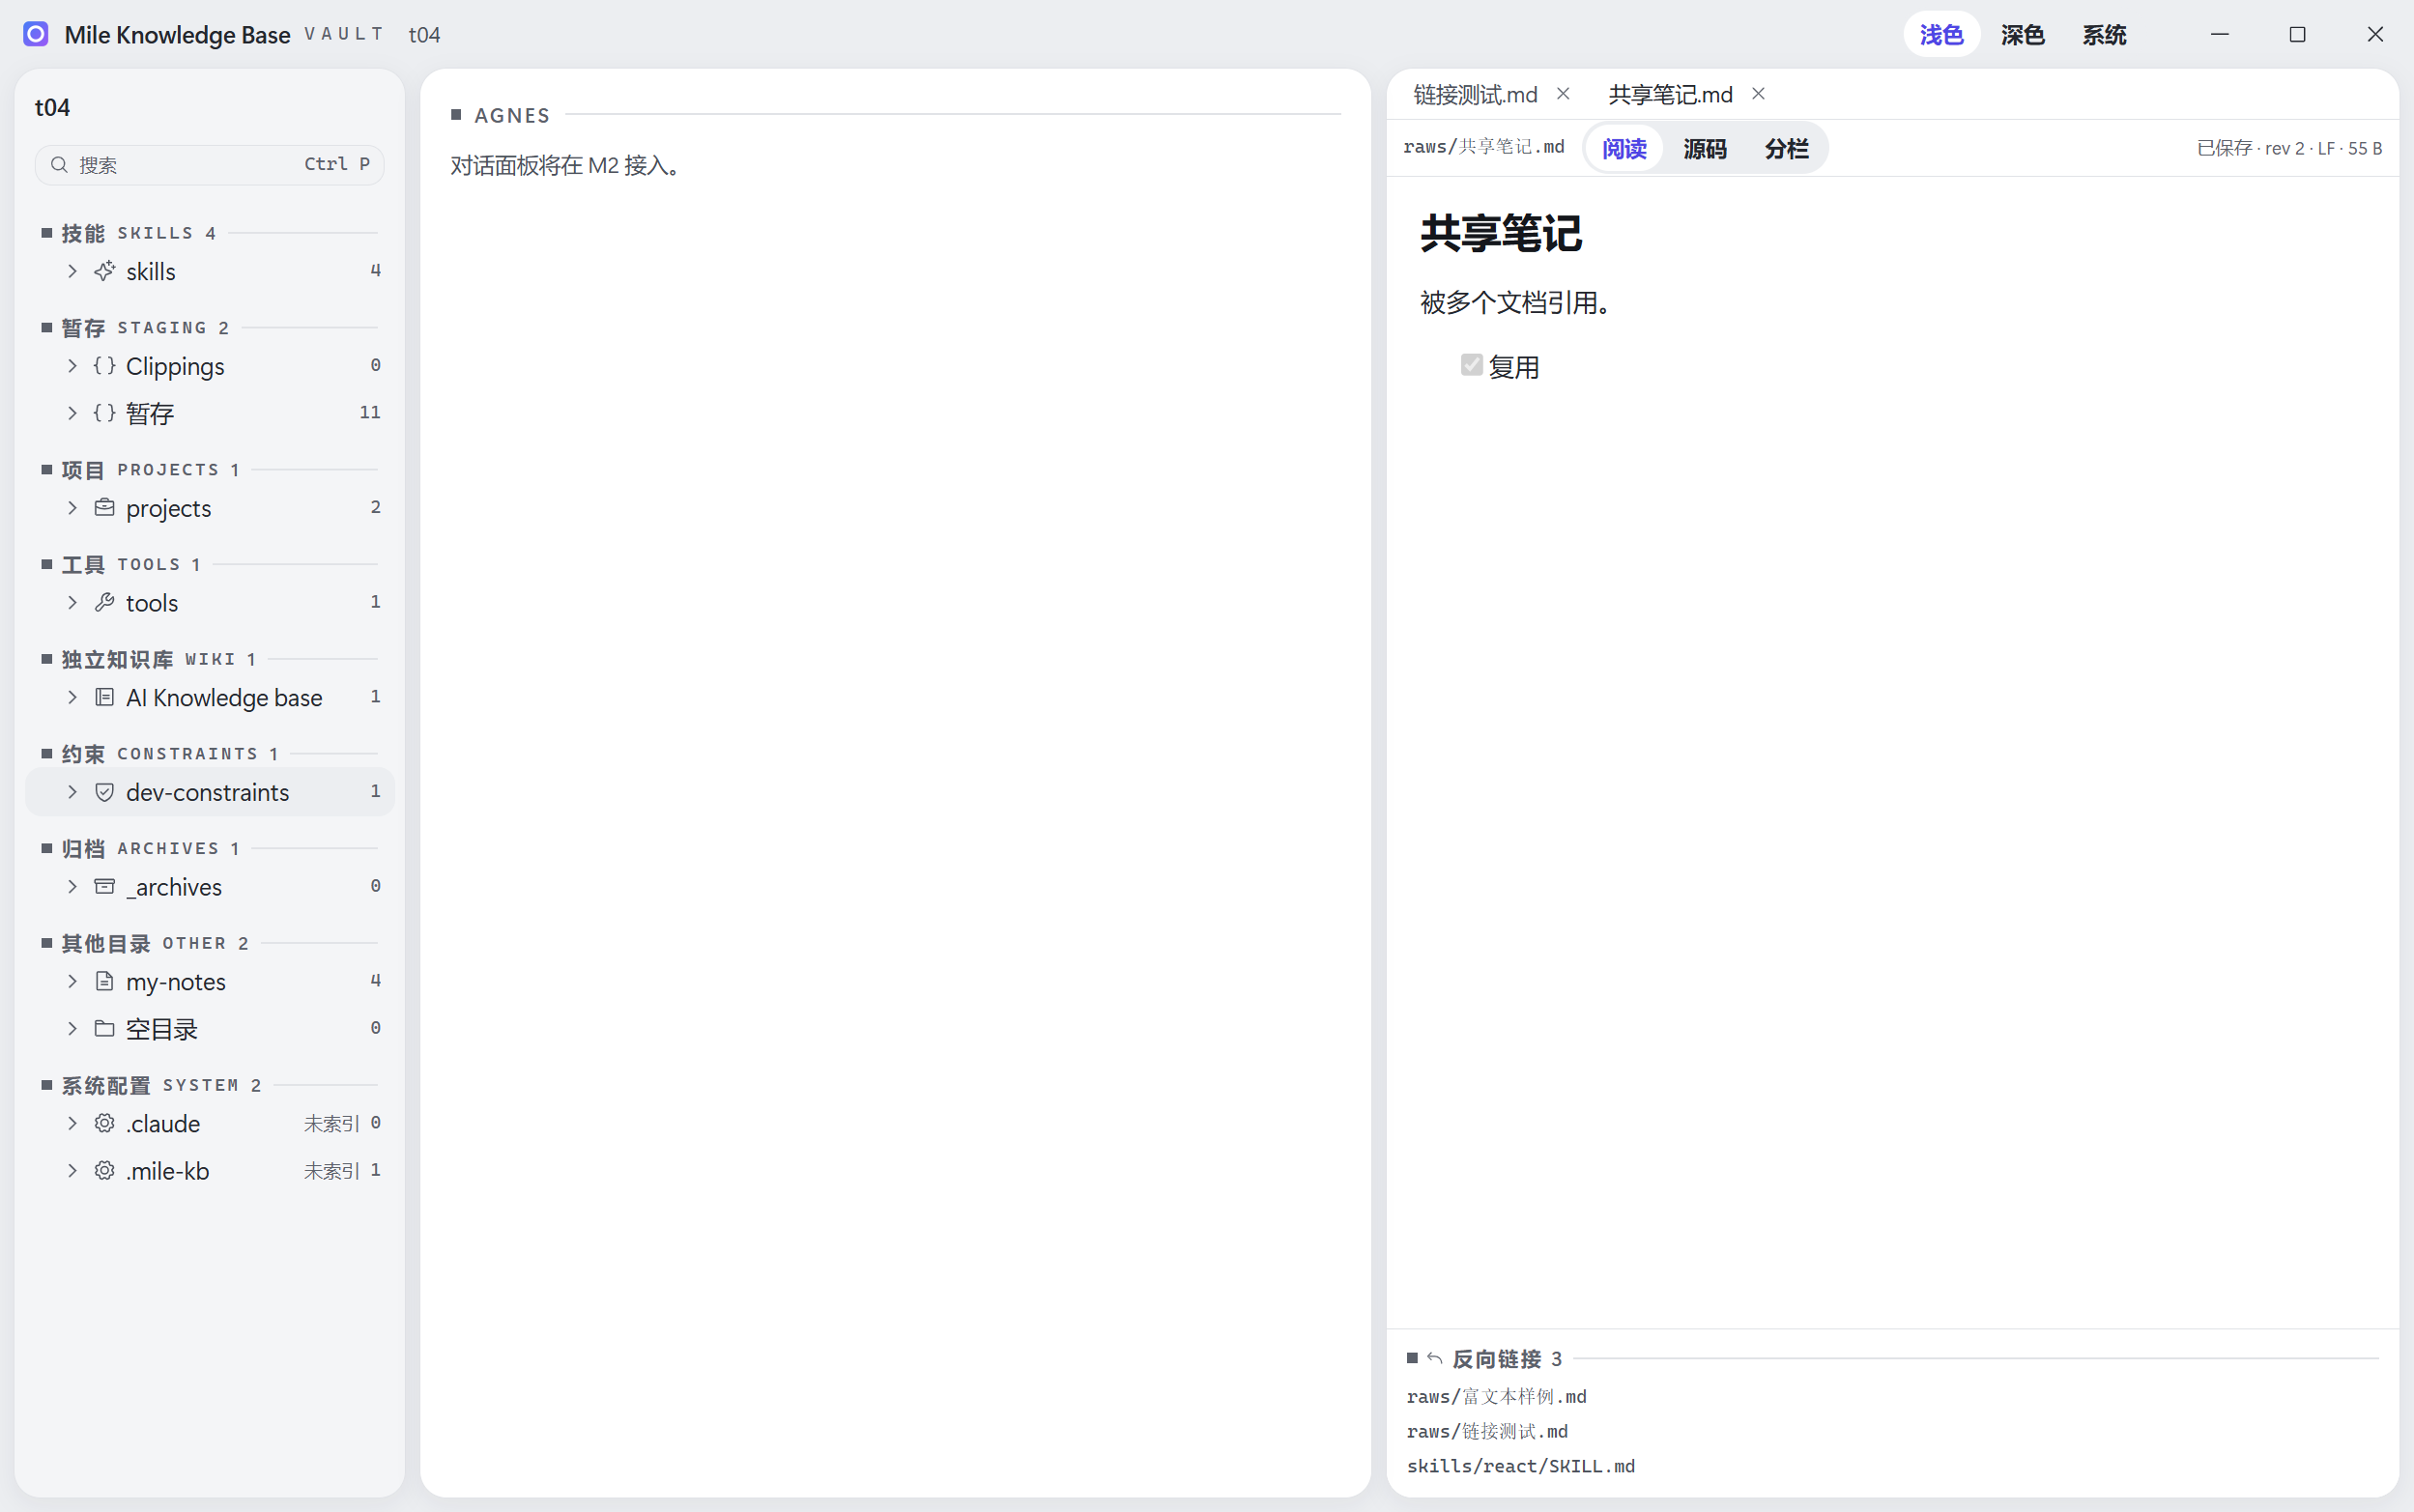 Mile Knowledge Base VAULT t04
浅色 深色 系统
t04
搜索 Ctrl P
技能 SKILLS 4
skills 4
暂存 STAGING 2
Clippings 0
暂存 11
项目 PROJECTS 1
projects 2
工具 TOOLS 1
tools 1
独立知识库 WIKI 1
AI Knowledge base 1
约束 CONSTRAINTS 1
dev-constraints 1
归档 ARCHIVES 1
_archives 0
其他目录 OTHER 2
my-notes 4
空目录 0
系统配置 SYSTEM 2
.claude 未索引 0
.mile-kb 未索引 1
AGNES
对话面板将在 M2 接入。
链接测试.md 共享笔记.md
raws/共享笔记.md 阅读 源码 分栏 已保存 · rev 2 · LF · 55 B
共享笔记
被多个文档引用。
复用
反向链接 3
raws/富文本样例.md
raws/链接测试.md
skills/react/SKILL.md